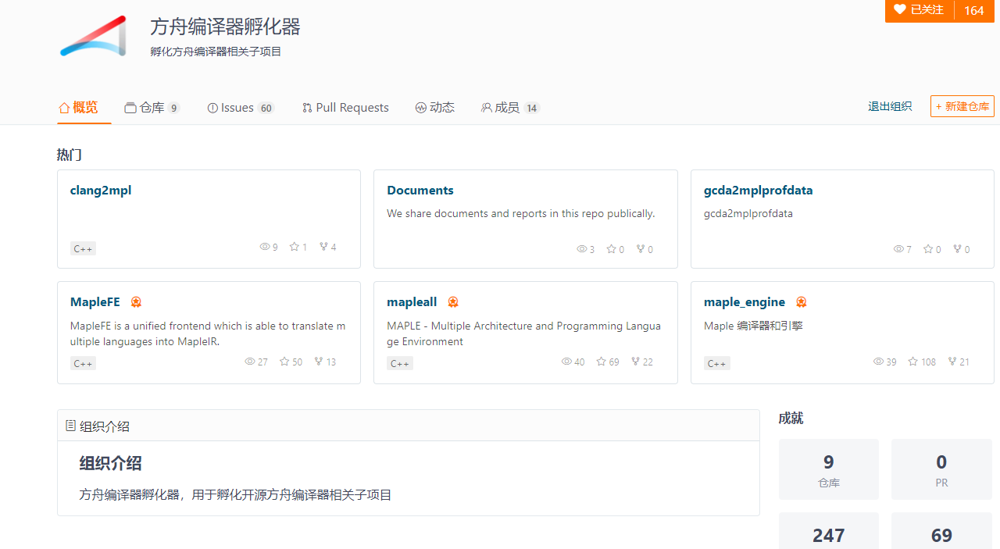 方舟编译器孵化器
孵化方舟编译器相关子项目
已关注 164
概览 仓库 9 Issues 60 Pull Requests 动态 成员 14 退出组织 + 新建仓库
热门
clang2mpl
C++ 9 1 4
Documents
We share documents and reports in this repo publically.
3 0 0
gcda2mplprofdata
gcda2mplprofdata
7 0 0
MapleFE
MapleFE is a unified frontend which is able to translate m
ultiple languages into MapleIR.
C++ 27 50 13
mapleall
MAPLE - Multiple Architecture and Programming Langua
ge Environment
C++ 40 69 22
maple_engine
Maple 编译器和引擎
C++ 39 108 21
组织介绍
组织介绍
方舟编译器孵化器，用于孵化开源方舟编译器相关子项目
成就
9 0
仓库 PR
247 69